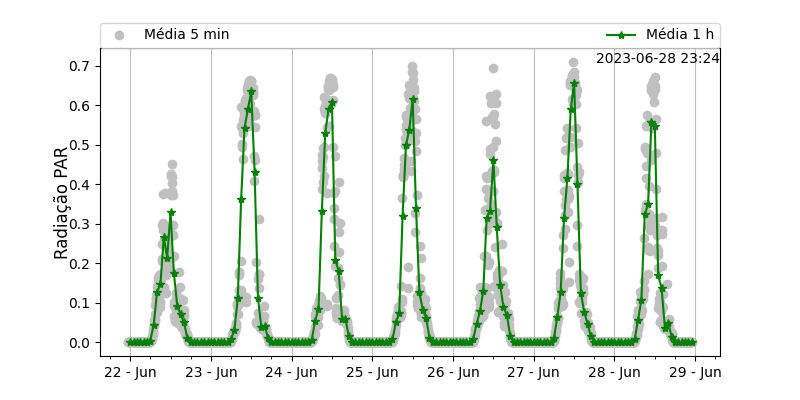 Média 5 min
Média 1 h
2023-06-28 23:24
Radiação PAR
0.7
0.6
0.5
0.4
0.3
0.2
0.1
0.0
22 - Jun
23 - Jun
24 - Jun
25 - Jun
26 - Jun
27 - Jun
28 - Jun
29 - Jun